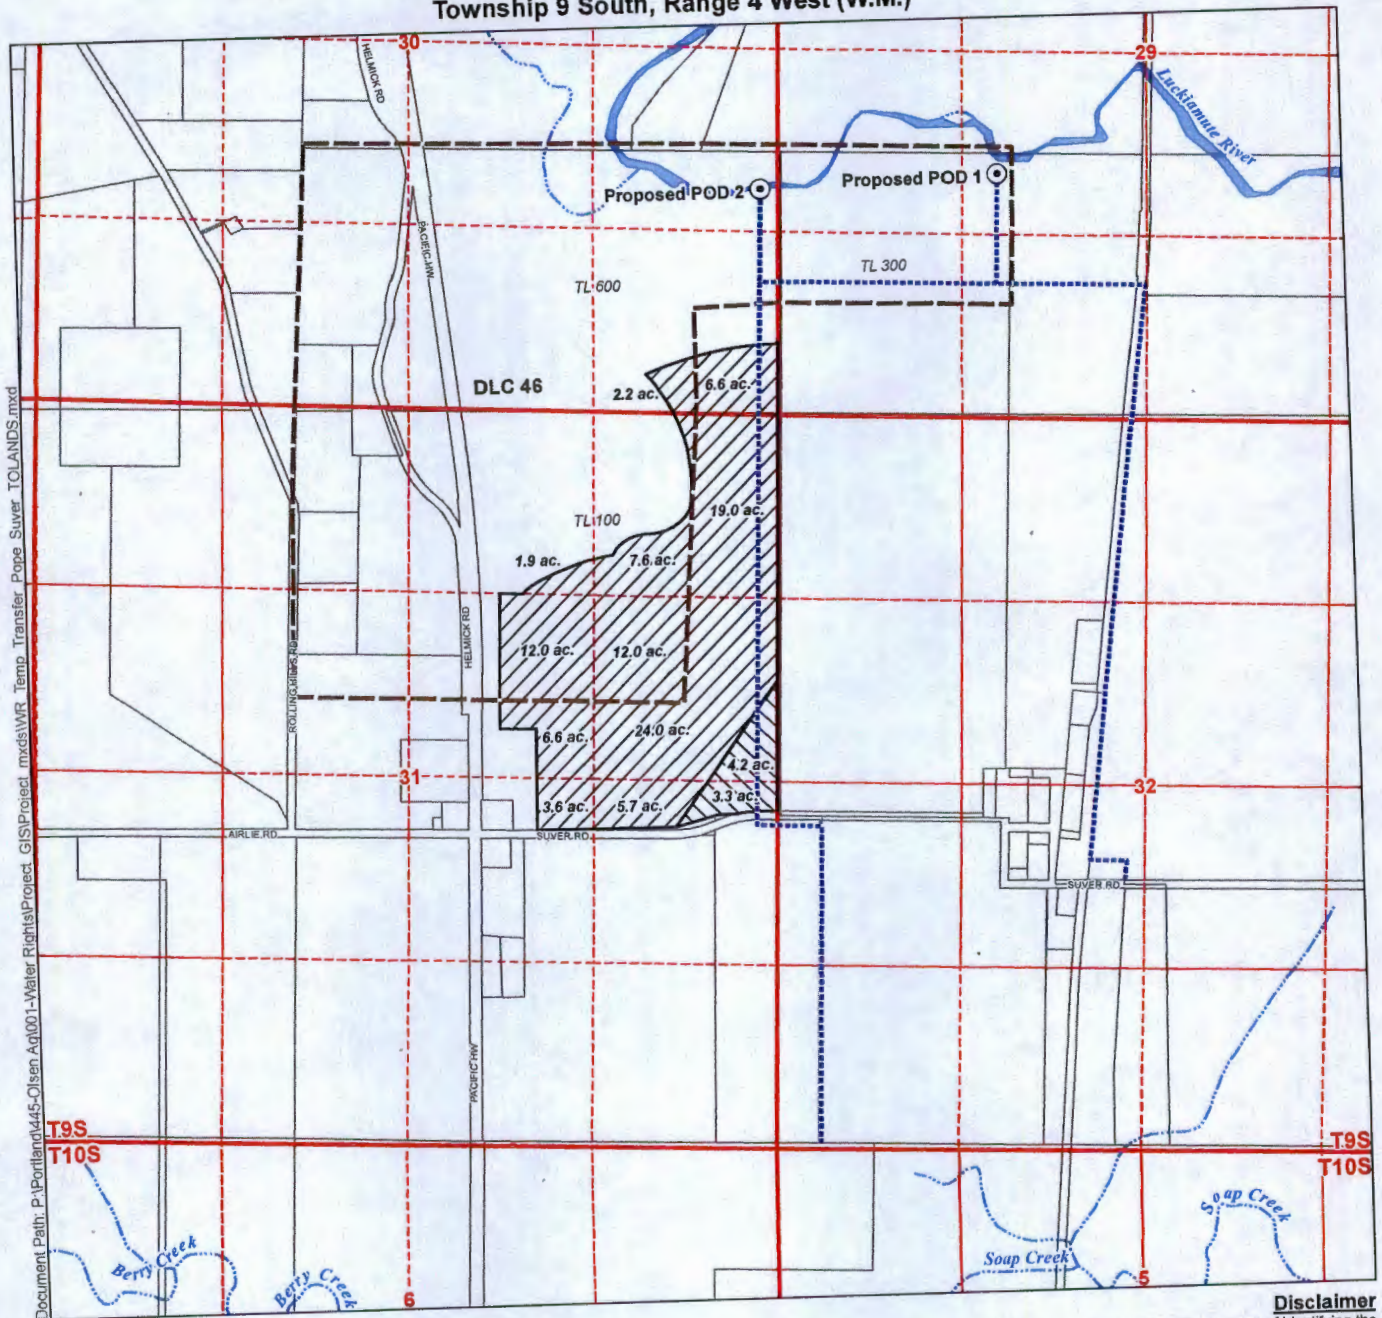 Township 9 South, Range 4 West (W.M.)
30
29
HELMICK RD
Luckiamute River
Proposed POD 2
Proposed POD 1
PACIFIC HW
TL 600
TL 300
DLC 46
2.2 ac.
6.6 ac.
19.0 ac.
TL 100
1.9 ac.
7.6 ac.
HELMICK RD
12.0 ac.
12.0 ac.
ROLLING HILLS RD
6.6 ac.
24.0 ac.
4.2 ac.
31
32
3.6 ac.
5.7 ac.
3.3 ac.
AIRLIE RD
SUVER RD
SUVER RD
PACIFIC HW
T9S
T9S
T10S
T10S
Berry Creek
Berry Creek
Soap Creek
Soap Creek
6
5
Document Path: P:\Portland\445-Olsen Ag\001-Water Rights\Project_GIS\Project_mxds\WR_Temp_Transfer_Pope_Suver_TOLANDS.mxd
Disclaimer